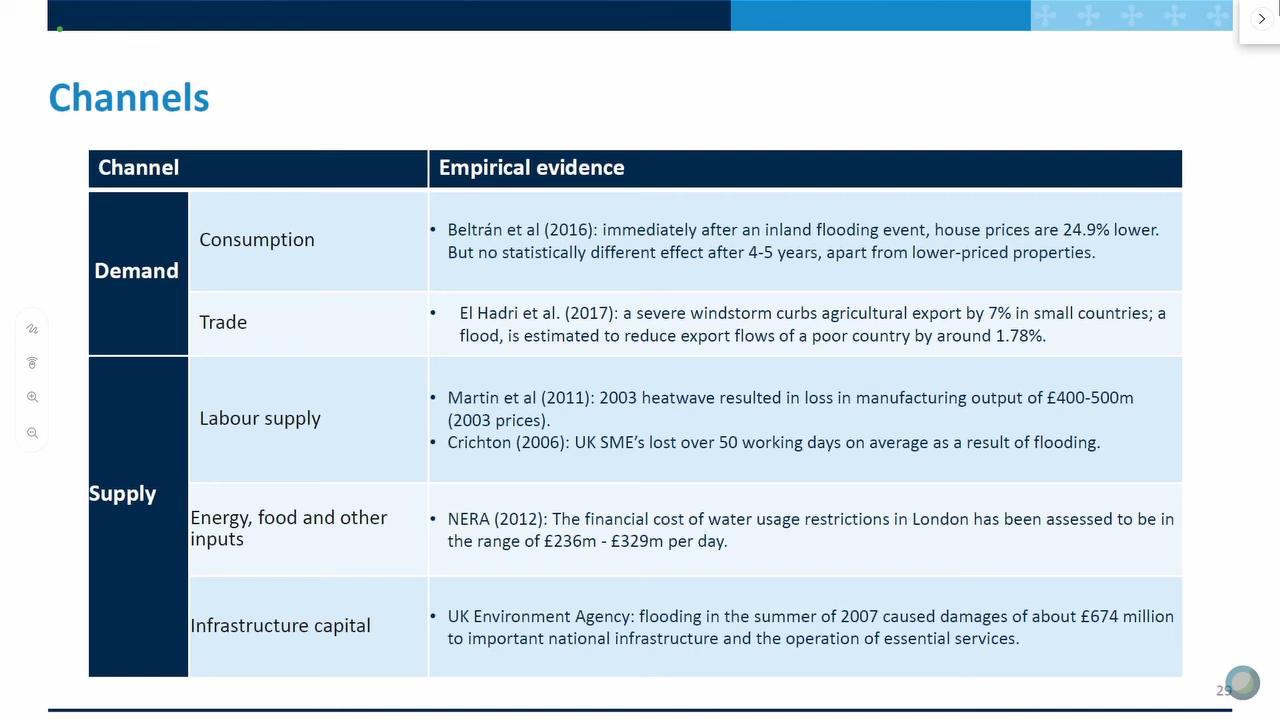 Channels
Channel
Empirical evidence
Demand
Consumption
• Beltrán et al (2016): immediately after an inland flooding event, house prices are 24.9% lower.
But no statistically different effect after 4-5 years, apart from lower-priced properties.
Trade
• El Hadri et al. (2017): a severe windstorm curbs agricultural export by 7% in small countries; a
flood, is estimated to reduce export flows of a poor country by around 1.78%.
Supply
Labour supply
• Martin et al (2011): 2003 heatwave resulted in loss in manufacturing output of £400-500m
(2003 prices).
• Crichton (2006): UK SME’s lost over 50 working days on average as a result of flooding.
Energy, food and other
inputs
• NERA (2012): The financial cost of water usage restrictions in London has been assessed to be in
the range of £236m - £329m per day.
Infrastructure capital
• UK Environment Agency: flooding in the summer of 2007 caused damages of about £674 million
to important national infrastructure and the operation of essential services.
29